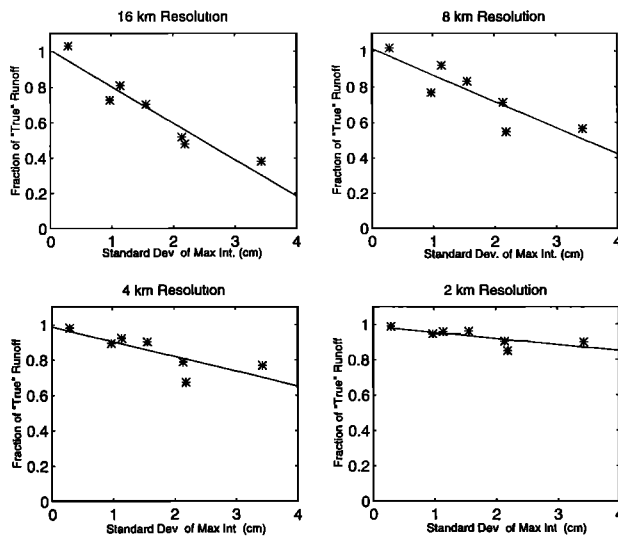 16 km Resolution
Fraction of "True" Runoff
1
0.8
0.6
0.4
0.2
0
0 1 2 3 4
Standard Dev of Max Int. (cm)
8 km Resolution
Fraction of "True" Runoff
1
0.8
0.6
0.4
0.2
0
0 1 2 3 4
Standard Dev. of Max Int. (cm)
4 km Resolution
Fraction of "True" Runoff
1
0.8
0.6
0.4
0.2
0
0 1 2 3 4
Standard Dev of Max Int (cm)
2 km Resolution
Fraction of "True" Runoff
1
0.8
0.6
0.4
0.2
0
0 1 2 3 4
Standard Dev of Max Int. (cm)